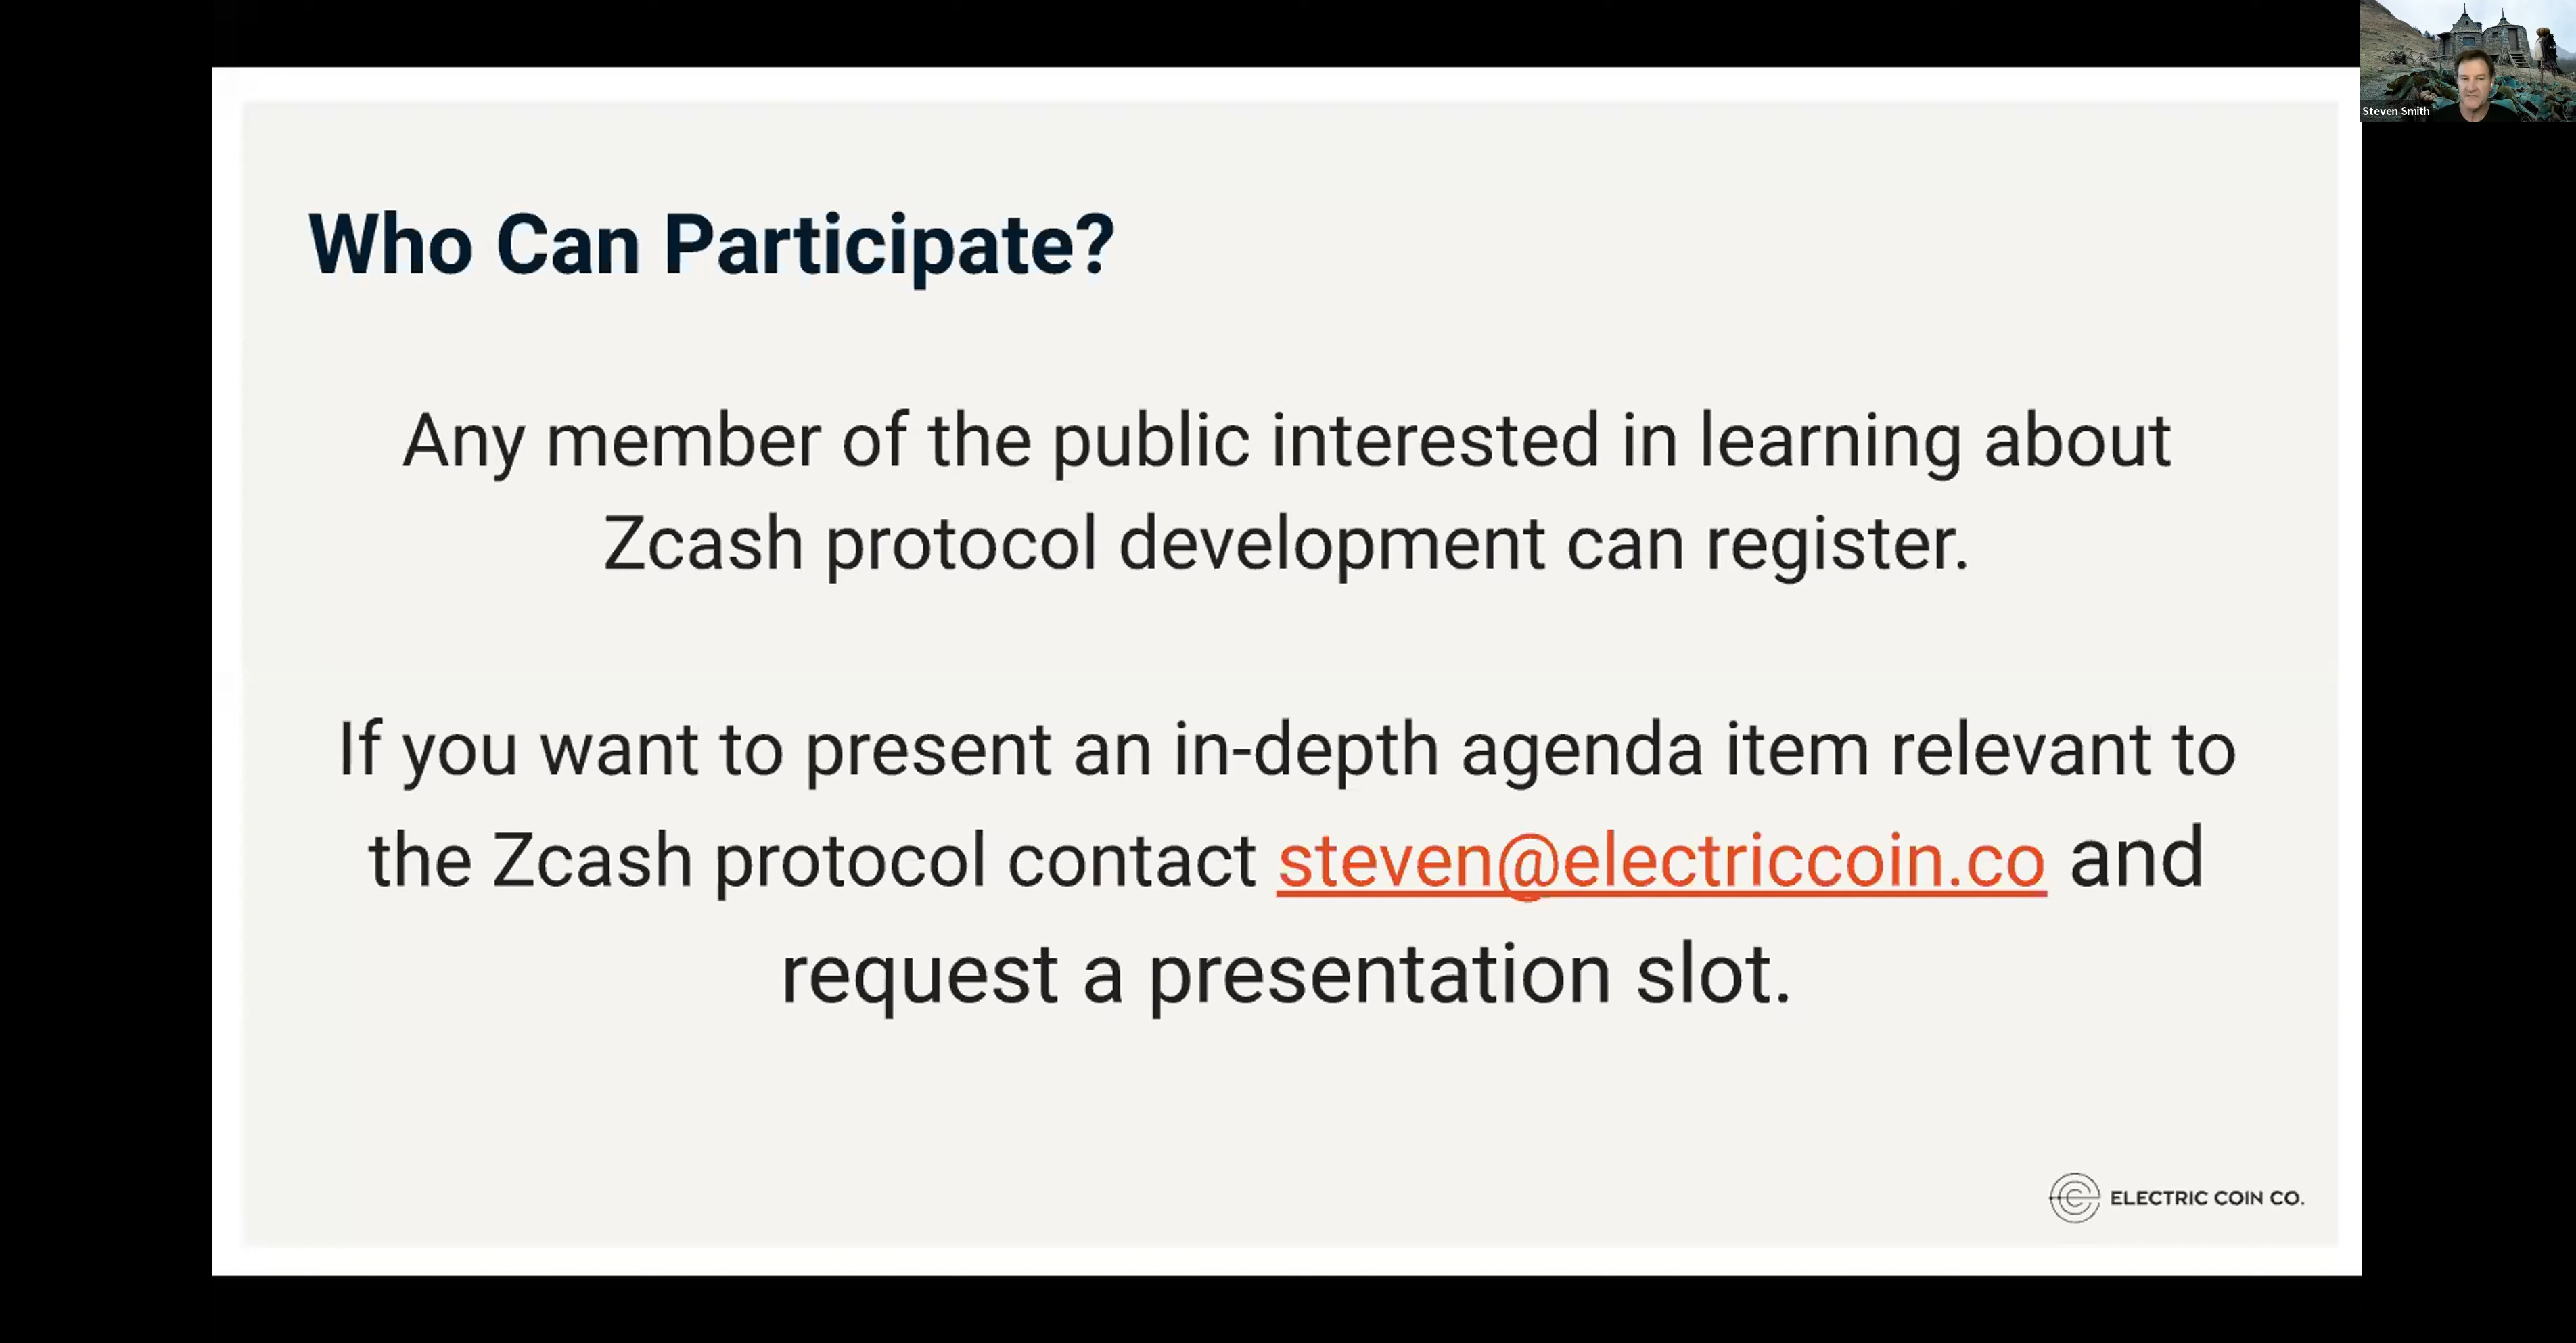 Steven Smith
Who Can Participate?
Any member of the public interested in learning about
Zcash protocol development can register.
If you want to present an in-depth agenda item relevant to
the Zcash protocol contact steven@electriccoin.co and
request a presentation slot.
ELECTRIC COIN CO.